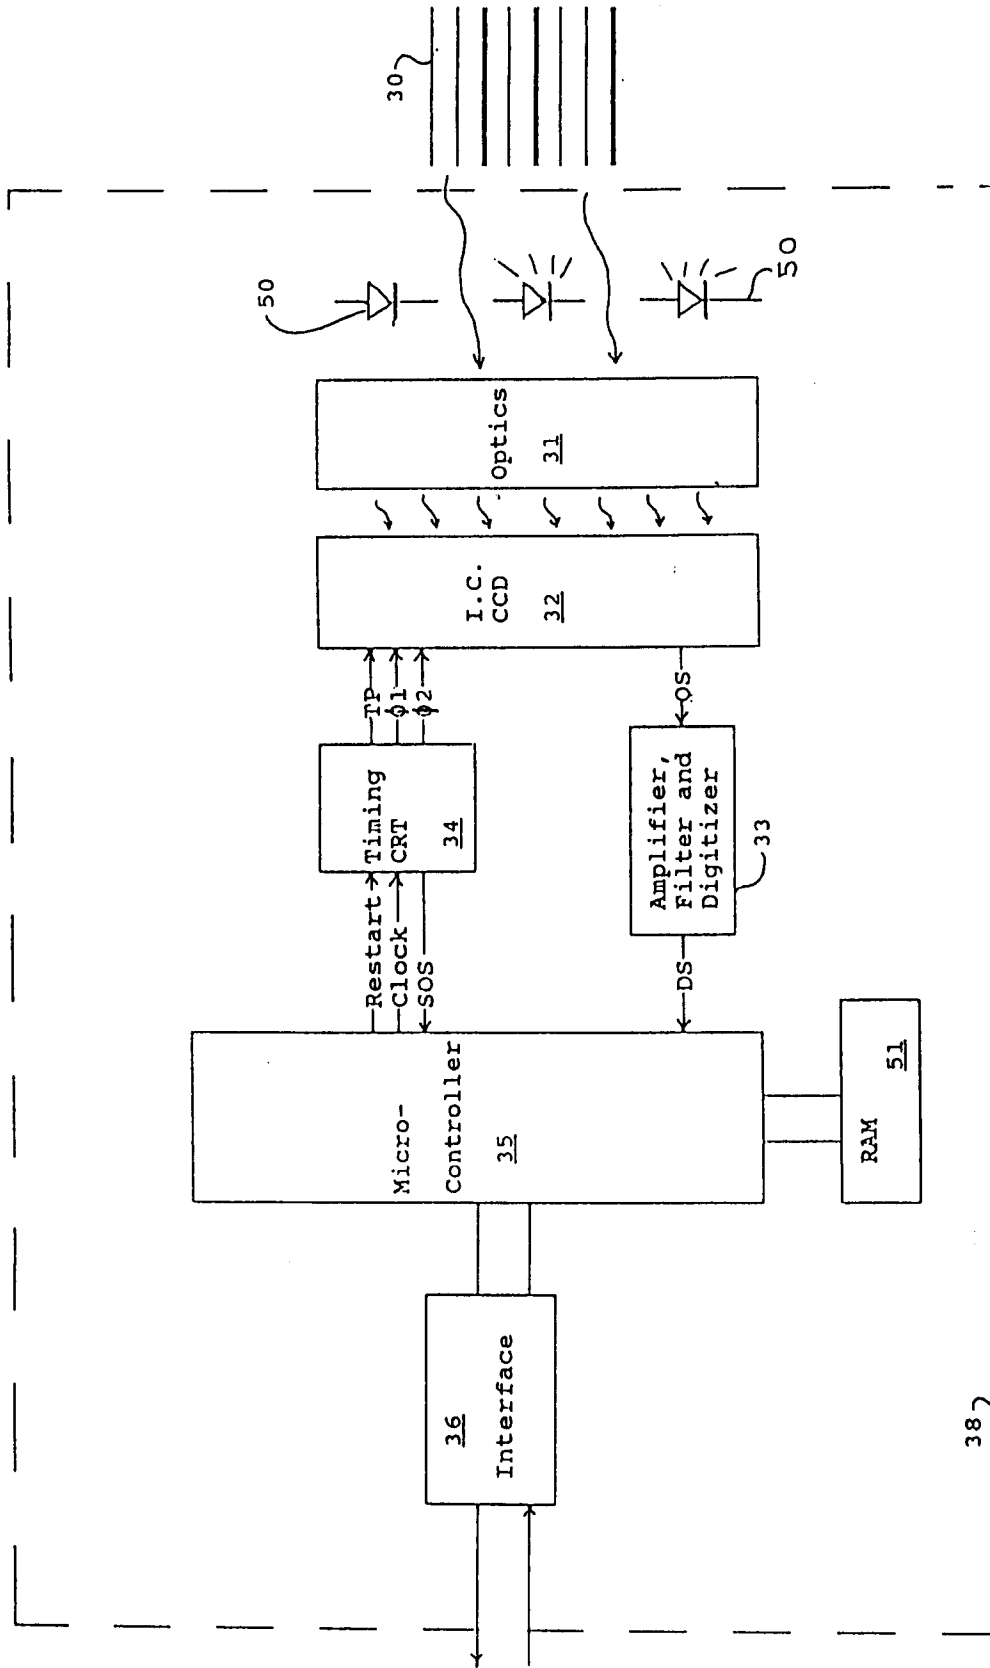 36
Interface
Micro-
Controller
35
RAM
51
Restart
Clock
SOS
DS
Timing
CRT
34
Amplifier,
Filter and
Digitizer
33
TP
ϕ1
ϕ2
OS
I.C.
CCD
32
Optics
31
50
50
30
38